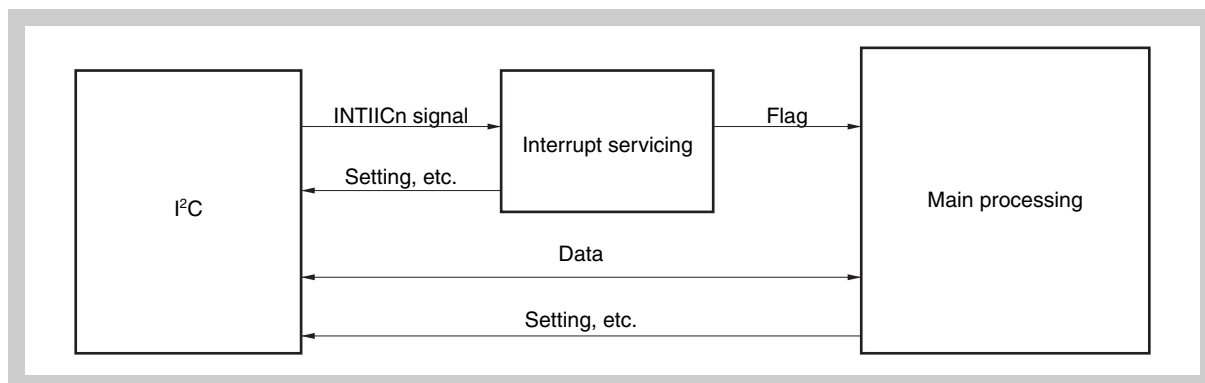 INTIICn signal
Flag
Interrupt servicing
Setting, etc.
I²C
Main processing
Data
Setting, etc.